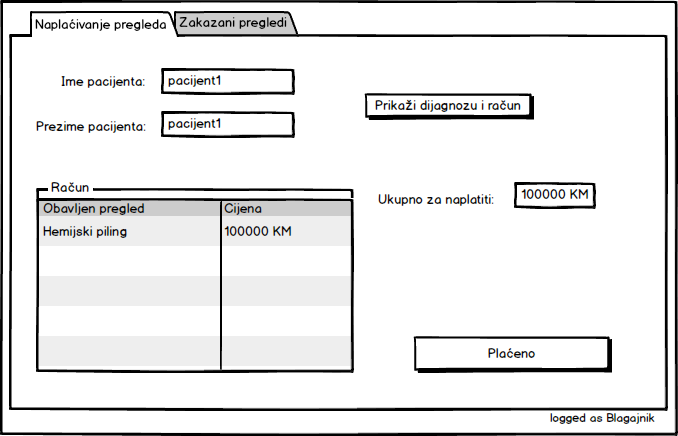 Naplaćivanje pregleda
Zakazani pregledi
Ime pacijenta:
pacijent1
Prikaži dijagnozu i račun
Prezime pacijenta:
pacijent1
Račun
Ukupno za naplatiti:
100000 KM
Obavljen pregled
Cijena
Hemijski piling
100000 KM
Plaćeno
logged as Blagajnik